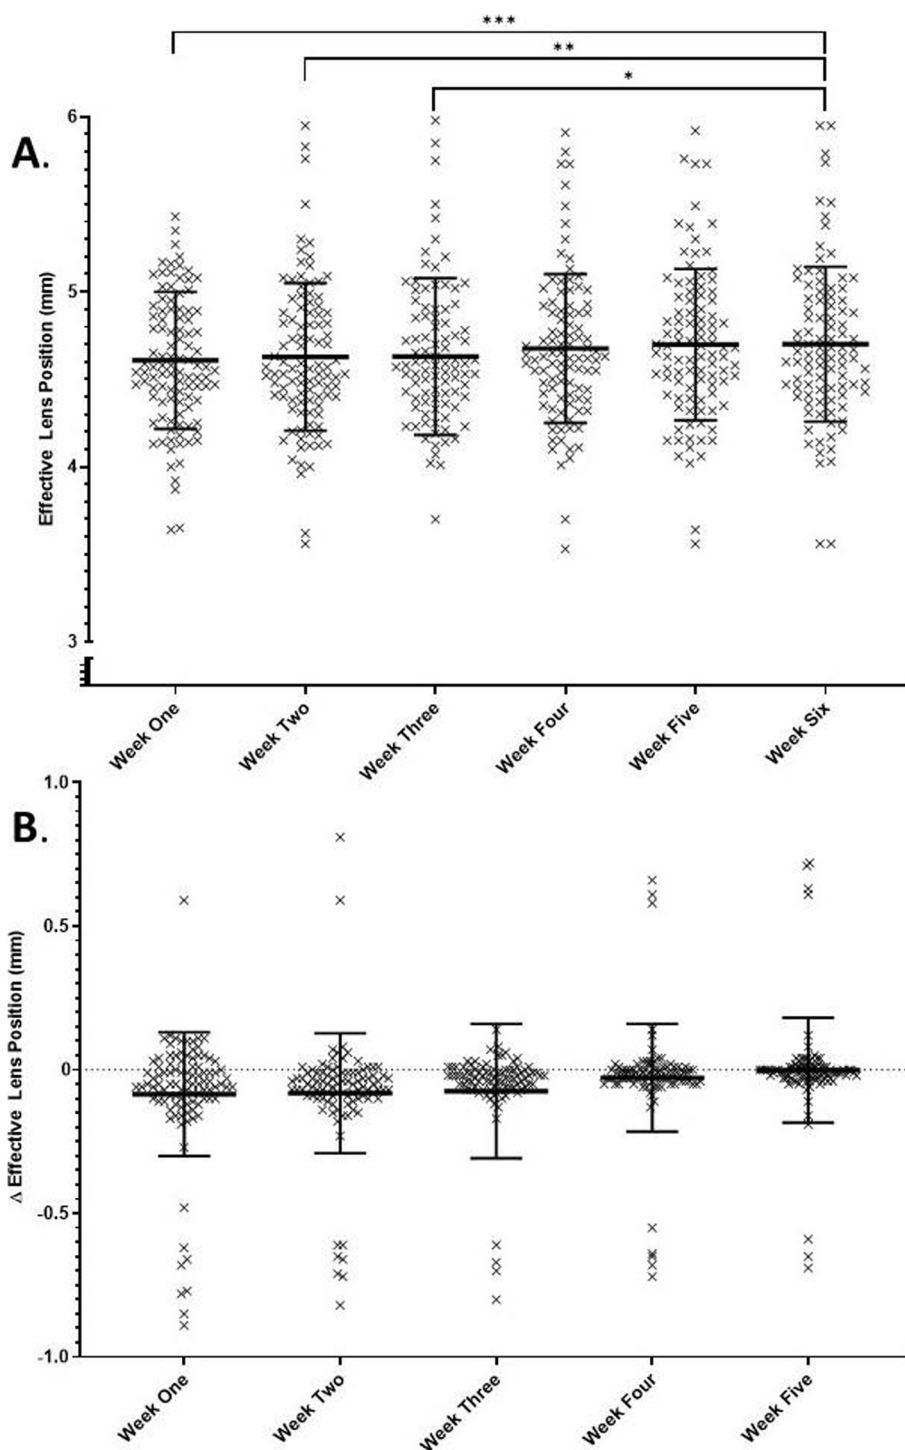 ***
**
*
A.
6
5
4
3
Effective Lens Position (mm)
Week One
Week Two
Week Three
Week Four
Week Five
Week Six
B.
1.0
0.5
0
-0.5
-1.0
Δ Effective Lens Position (mm)
Week One
Week Two
Week Three
Week Four
Week Five